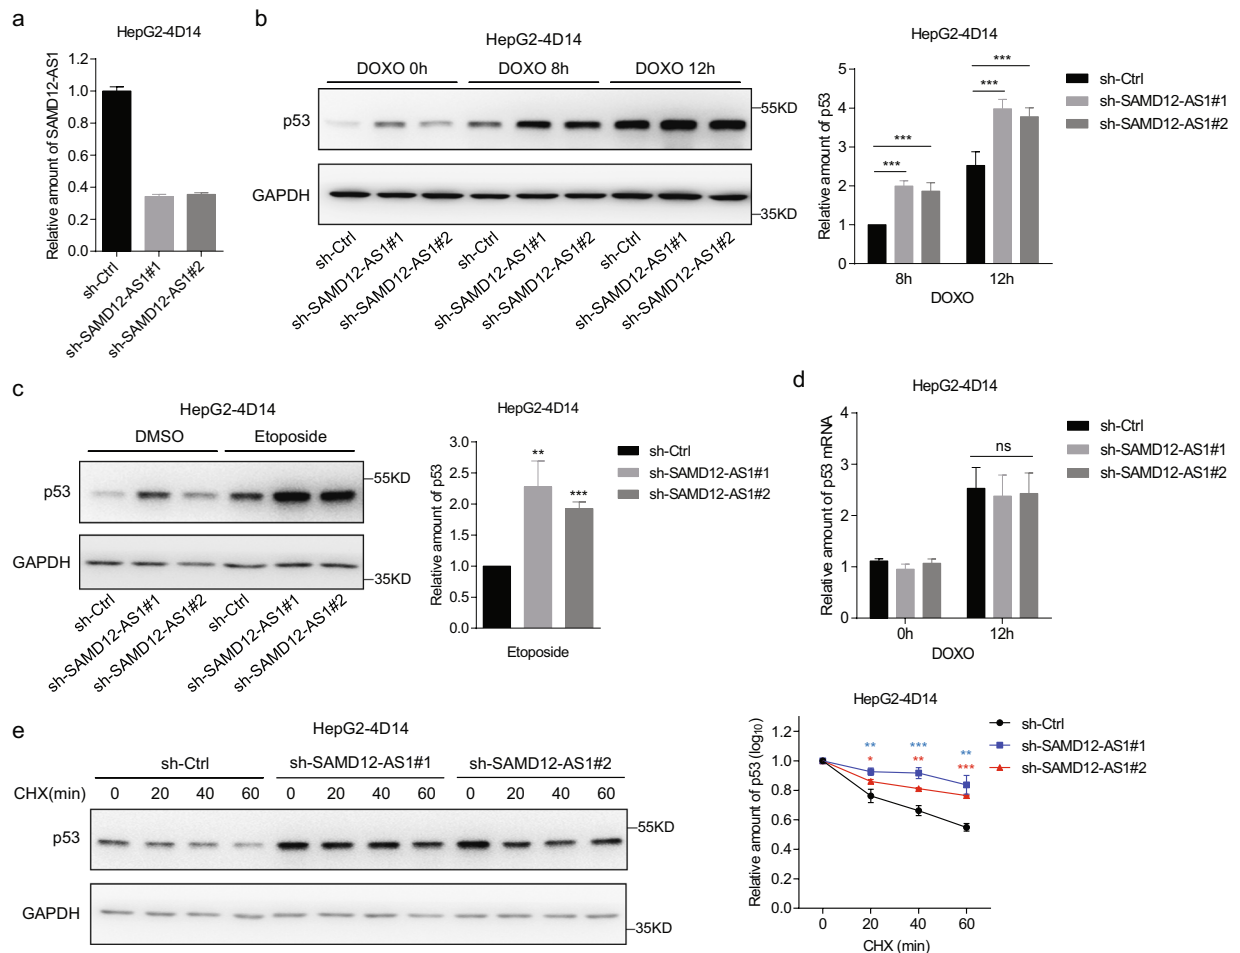 a
HepG2-4D14
Relative amount of SAMD12-AS1
1.2
1.0
0.8
0.6
0.4
0.2
0.0
sh-Ctrl
sh-SAMD12-AS1#1
sh-SAMD12-AS1#2
b
HepG2-4D14
DOXO 0h
DOXO 8h
DOXO 12h
p53
55KD
GAPDH
35KD
sh-Ctrl
sh-SAMD12-AS1#1
sh-SAMD12-AS1#2
sh-Ctrl
sh-SAMD12-AS1#1
sh-SAMD12-AS1#2
sh-Ctrl
sh-SAMD12-AS1#1
sh-SAMD12-AS1#2
HepG2-4D14
Relative amount of p53
5
4
3
2
1
0
***
***
***
***
8h
12h
DOXO
sh-Ctrl
sh-SAMD12-AS1#1
sh-SAMD12-AS1#2
c
HepG2-4D14
DMSO
Etoposide
p53
55KD
GAPDH
35KD
sh-Ctrl
sh-SAMD12-AS1#1
sh-SAMD12-AS1#2
sh-Ctrl
sh-SAMD12-AS1#1
sh-SAMD12-AS1#2
HepG2-4D14
Relative amount of p53
3.0
2.5
2.0
1.5
1.0
0.5
0.0
**
***
Etoposide
sh-Ctrl
sh-SAMD12-AS1#1
sh-SAMD12-AS1#2
d
HepG2-4D14
Relative amount of p53 mRNA
4
3
2
1
0
ns
0h
12h
DOXO
sh-Ctrl
sh-SAMD12-AS1#1
sh-SAMD12-AS1#2
e
HepG2-4D14
sh-Ctrl
sh-SAMD12-AS1#1
sh-SAMD12-AS1#2
CHX(min) 0 20 40 60 0 20 40 60 0 20 40 60
p53
55KD
GAPDH
35KD
HepG2-4D14
Relative amount of p53 (log₁₀)
1.2
1.0
0.8
0.6
0.4
0.2
0.0
** *** **
* ** ***
0 20 40 60
CHX (min)
sh-Ctrl
sh-SAMD12-AS1#1
sh-SAMD12-AS1#2